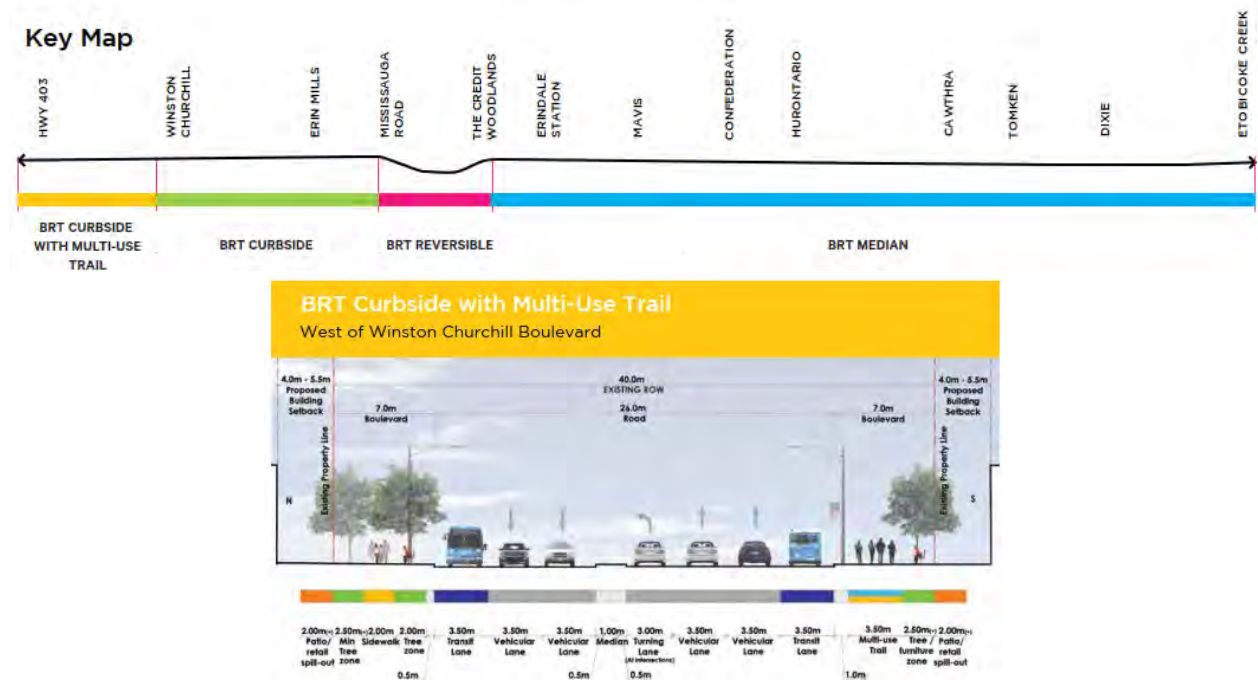 Key Map
HWY 403
WINSTON
CHURCHILL
ERIN MILLS
MISSISSAUGA
ROAD
THE CREDIT
WOODLANDS
ERINDALE
STATION
MAVIS
CONFEDERATION
HURONTARIO
CAWTHRA
TOMKEN
DIXIE
ETOBICOKE CREEK
BRT CURBSIDE
WITH MULTI-USE
TRAIL
BRT CURBSIDE
BRT REVERSIBLE
BRT MEDIAN
BRT Curbside with Multi-Use Trail
West of Winston Churchill Boulevard
4.0m - 5.5m
Proposed
Building
Setback
40.0m
EXISTING ROW
4.0m - 5.5m
Proposed
Building
Setback
7.0m
Boulevard
26.0m
Road
7.0m
Boulevard
Existing Property Line
Existing Property Line
N
S
2.00m(+)
Patio/
retail
spill-out
2.50m(+)
Min
Tree
zone
2.00m
Sidewalk
2.00m
Tree
zone
3.50m
Transit
Lane
3.50m
Vehicular
Lane
3.50m
Vehicular
Lane
1.00m
Median
3.00m
Turning
Lane
(At intersections)
3.50m
Vehicular
Lane
3.50m
Vehicular
Lane
3.50m
Transit
Lane
3.50m
Multi-use
Trail
2.50m(+)
Tree /
furniture
zone
2.00m(+)
Patio/
retail
spill-out
0.5m
0.5m
0.5m
1.0m